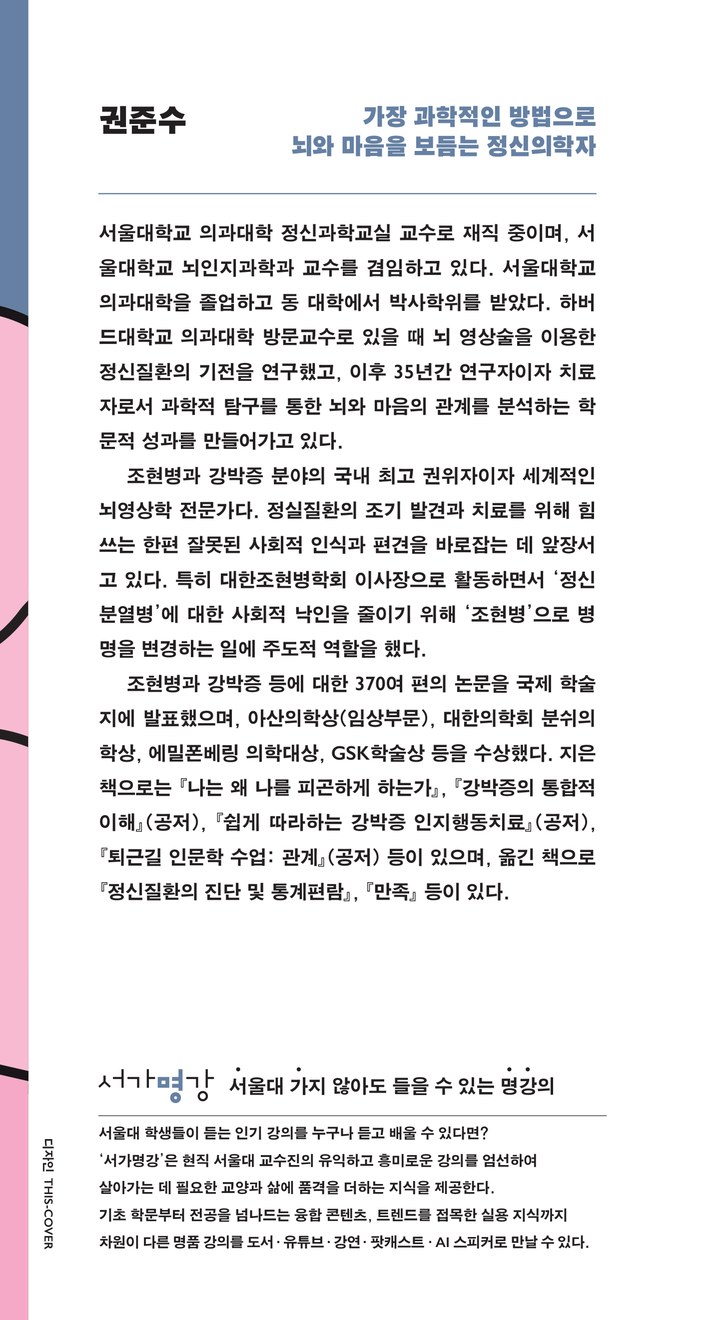 권준수
가장 과학적인 방법으로
뇌와 마음을 보듬는 정신의학자
서울대학교 의과대학 정신과학교실 교수로 재직 중이며, 서
울대학교 뇌인지과학과 교수를 겸임하고 있다. 서울대학교
의과대학을 졸업하고 동 대학에서 박사학위를 받았다. 하버
드대학교 의과대학 방문교수로 있을 때 뇌 영상술을 이용한
정신질환의 기전을 연구했고, 이후 35년간 연구자이자 치료
자로서 과학적 탐구를 통한 뇌와 마음의 관계를 분석하는 학
문적 성과를 만들어가고 있다.
조현병과 강박증 분야의 국내 최고 권위자이자 세계적인
뇌영상학 전문가다. 정실질환의 조기 발견과 치료를 위해 힘
쓰는 한편 잘못된 사회적 인식과 편견을 바로잡는 데 앞장서
고 있다. 특히 대한조현병학회 이사장으로 활동하면서 ‘정신
분열병’에 대한 사회적 낙인을 줄이기 위해 ‘조현병’으로 병
명을 변경하는 일에 주도적 역할을 했다.
조현병과 강박증 등에 대한 370여 편의 논문을 국제 학술
지에 발표했으며, 아산의학상(임상부문), 대한의학회 분쉬의
학상, 에밀폰베링 의학대상, GSK학술상 등을 수상했다. 지은
책으로는 『나는 왜 나를 피곤하게 하는가』, 『강박증의 통합적
이해』(공저), 『쉽게 따라하는 강박증 인지행동치료』(공저),
『퇴근길 인문학 수업: 관계』(공저) 등이 있으며, 옮긴 책으로
『정신질환의 진단 및 통계편람』, 『만족』 등이 있다.
서가명강 서울대 가지 않아도 들을 수 있는 명강의
서울대 학생들이 듣는 인기 강의를 누구나 듣고 배울 수 있다면?
‘서가명강’은 현직 서울대 교수진의 유익하고 흥미로운 강의를 엄선하여
살아가는 데 필요한 교양과 삶에 품격을 더하는 지식을 제공한다.
기초 학문부터 전공을 넘나드는 융합 콘텐츠, 트렌드를 접목한 실용 지식까지
차원이 다른 명품 강의를 도서 · 유튜브 · 강연 · 팟캐스트 · AI 스피커로 만날 수 있다.
디자인 THIS-COVER